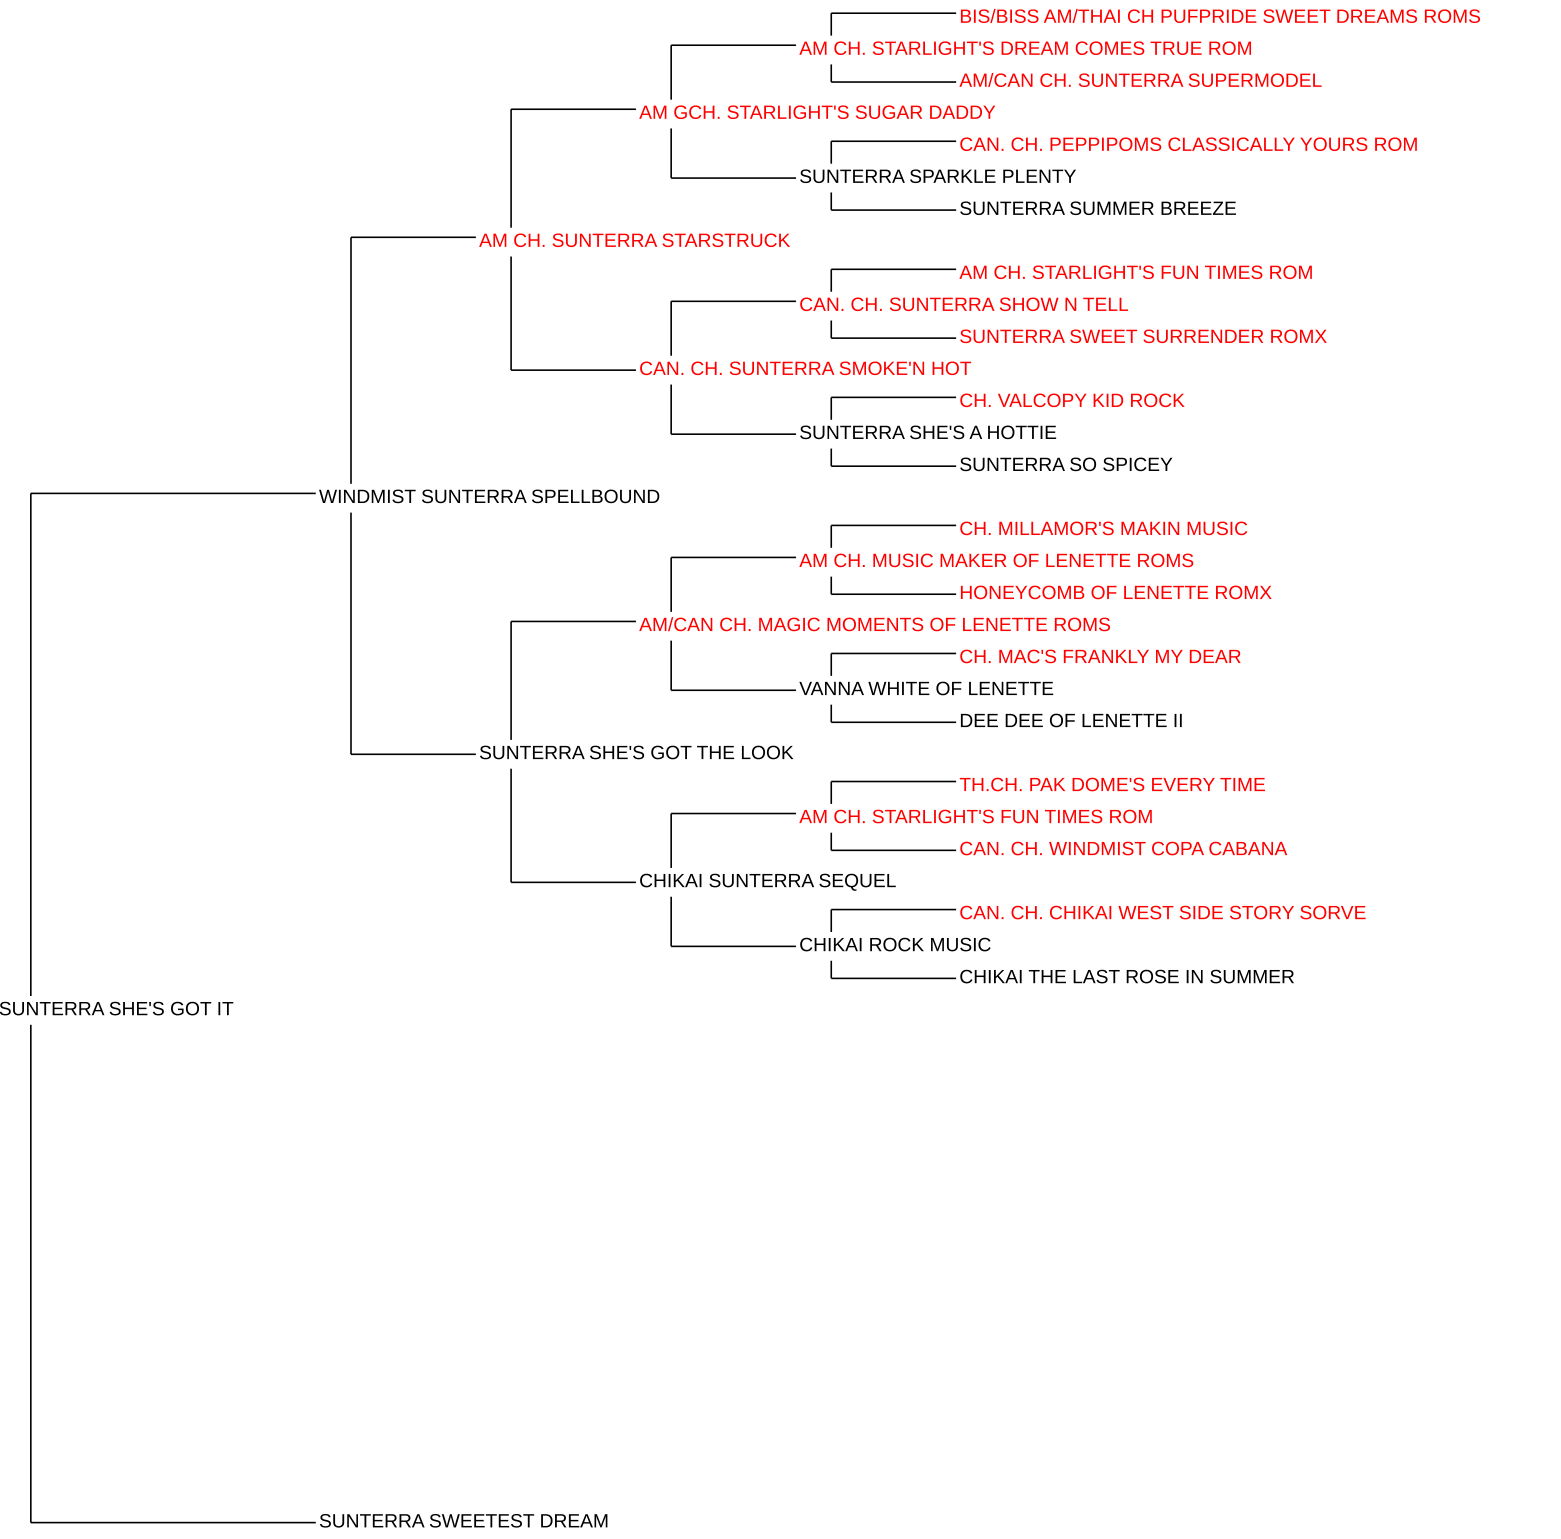 BIS/BISS AM/THAI CH PUFPRIDE SWEET DREAMS ROMS
AM CH. STARLIGHT'S DREAM COMES TRUE ROM
AM/CAN CH. SUNTERRA SUPERMODEL
AM GCH. STARLIGHT'S SUGAR DADDY
CAN. CH. PEPPIPOMS CLASSICALLY YOURS ROM
SUNTERRA SPARKLE PLENTY
SUNTERRA SUMMER BREEZE
AM CH. SUNTERRA STARSTRUCK
AM CH. STARLIGHT'S FUN TIMES ROM
CAN. CH. SUNTERRA SHOW N TELL
SUNTERRA SWEET SURRENDER ROMX
CAN. CH. SUNTERRA SMOKE'N HOT
CH. VALCOPY KID ROCK
SUNTERRA SHE'S A HOTTIE
SUNTERRA SO SPICEY
WINDMIST SUNTERRA SPELLBOUND
CH. MILLAMOR'S MAKIN MUSIC
AM CH. MUSIC MAKER OF LENETTE ROMS
HONEYCOMB OF LENETTE ROMX
AM/CAN CH. MAGIC MOMENTS OF LENETTE ROMS
CH. MAC'S FRANKLY MY DEAR
VANNA WHITE OF LENETTE
DEE DEE OF LENETTE II
SUNTERRA SHE'S GOT THE LOOK
TH.CH. PAK DOME'S EVERY TIME
AM CH. STARLIGHT'S FUN TIMES ROM
CAN. CH. WINDMIST COPA CABANA
CHIKAI SUNTERRA SEQUEL
CAN. CH. CHIKAI WEST SIDE STORY SORVE
CHIKAI ROCK MUSIC
CHIKAI THE LAST ROSE IN SUMMER
SUNTERRA SHE'S GOT IT
SUNTERRA SWEETEST DREAM